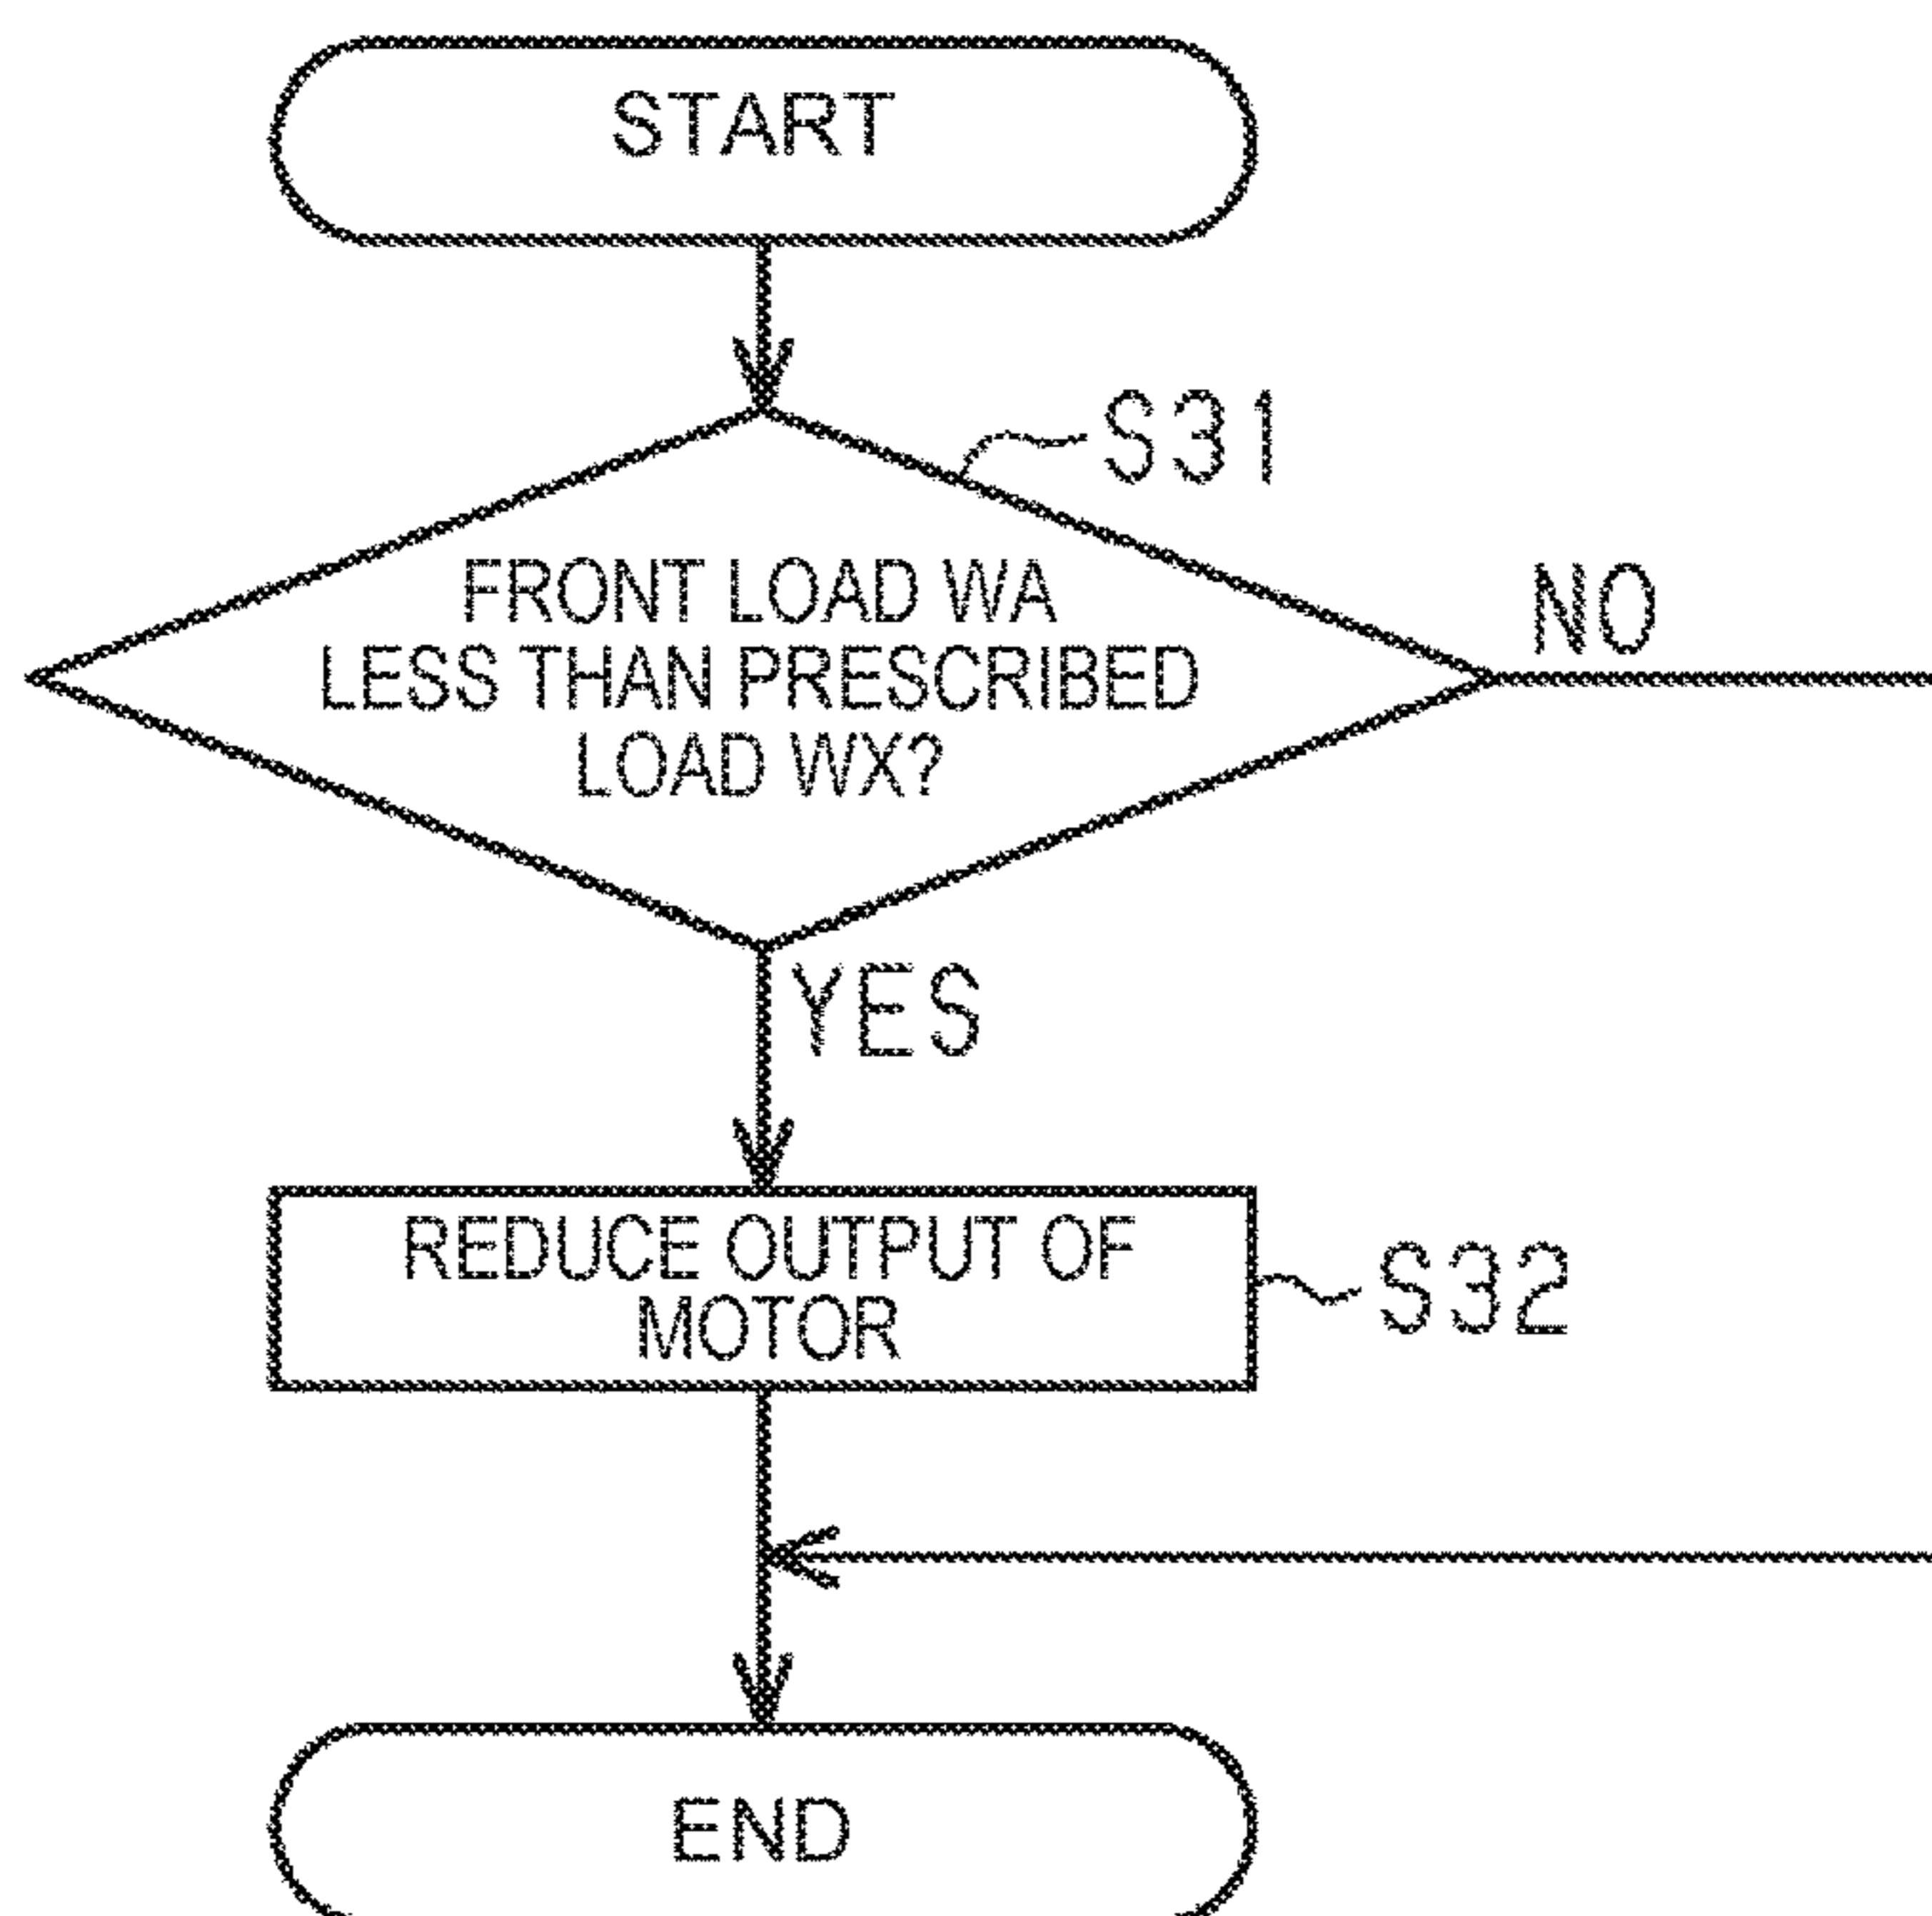 START
S31
FRONT LOAD WA
LESS THAN PRESCRIBED
LOAD WX?
NO
YES
REDUCE OUTPUT OF
MOTOR
S32
END